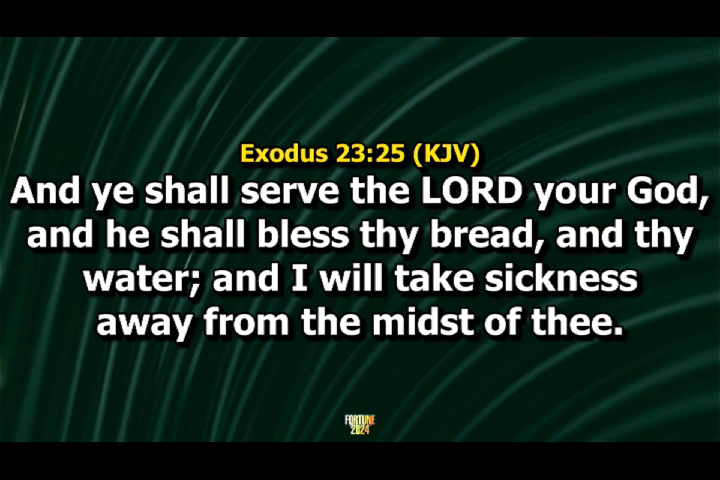 Exodus 23:25 (KJV)
And ye shall serve the LORD your God,
and he shall bless thy bread, and thy
water; and I will take sickness
away from the midst of thee.
FORTUNE
2024